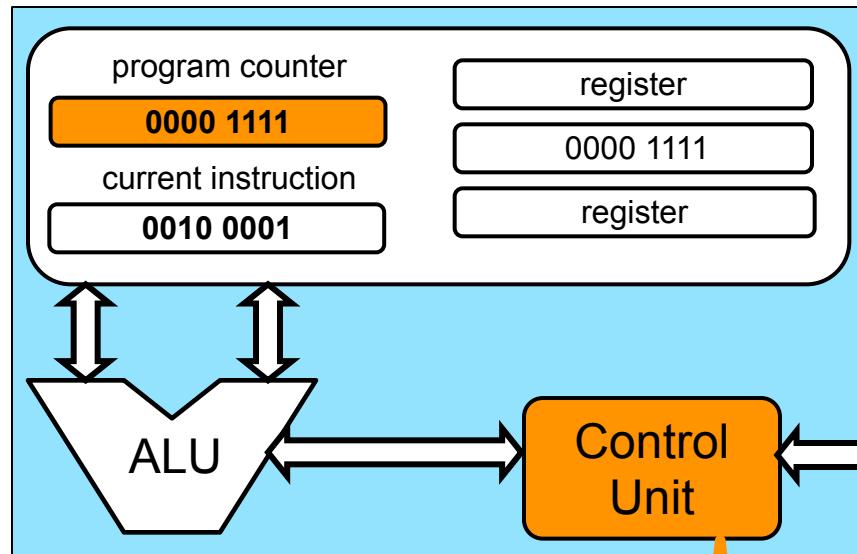 program counter
0000 1111
current instruction
0010 0001
register
0000 1111
register
ALU
Control
Unit